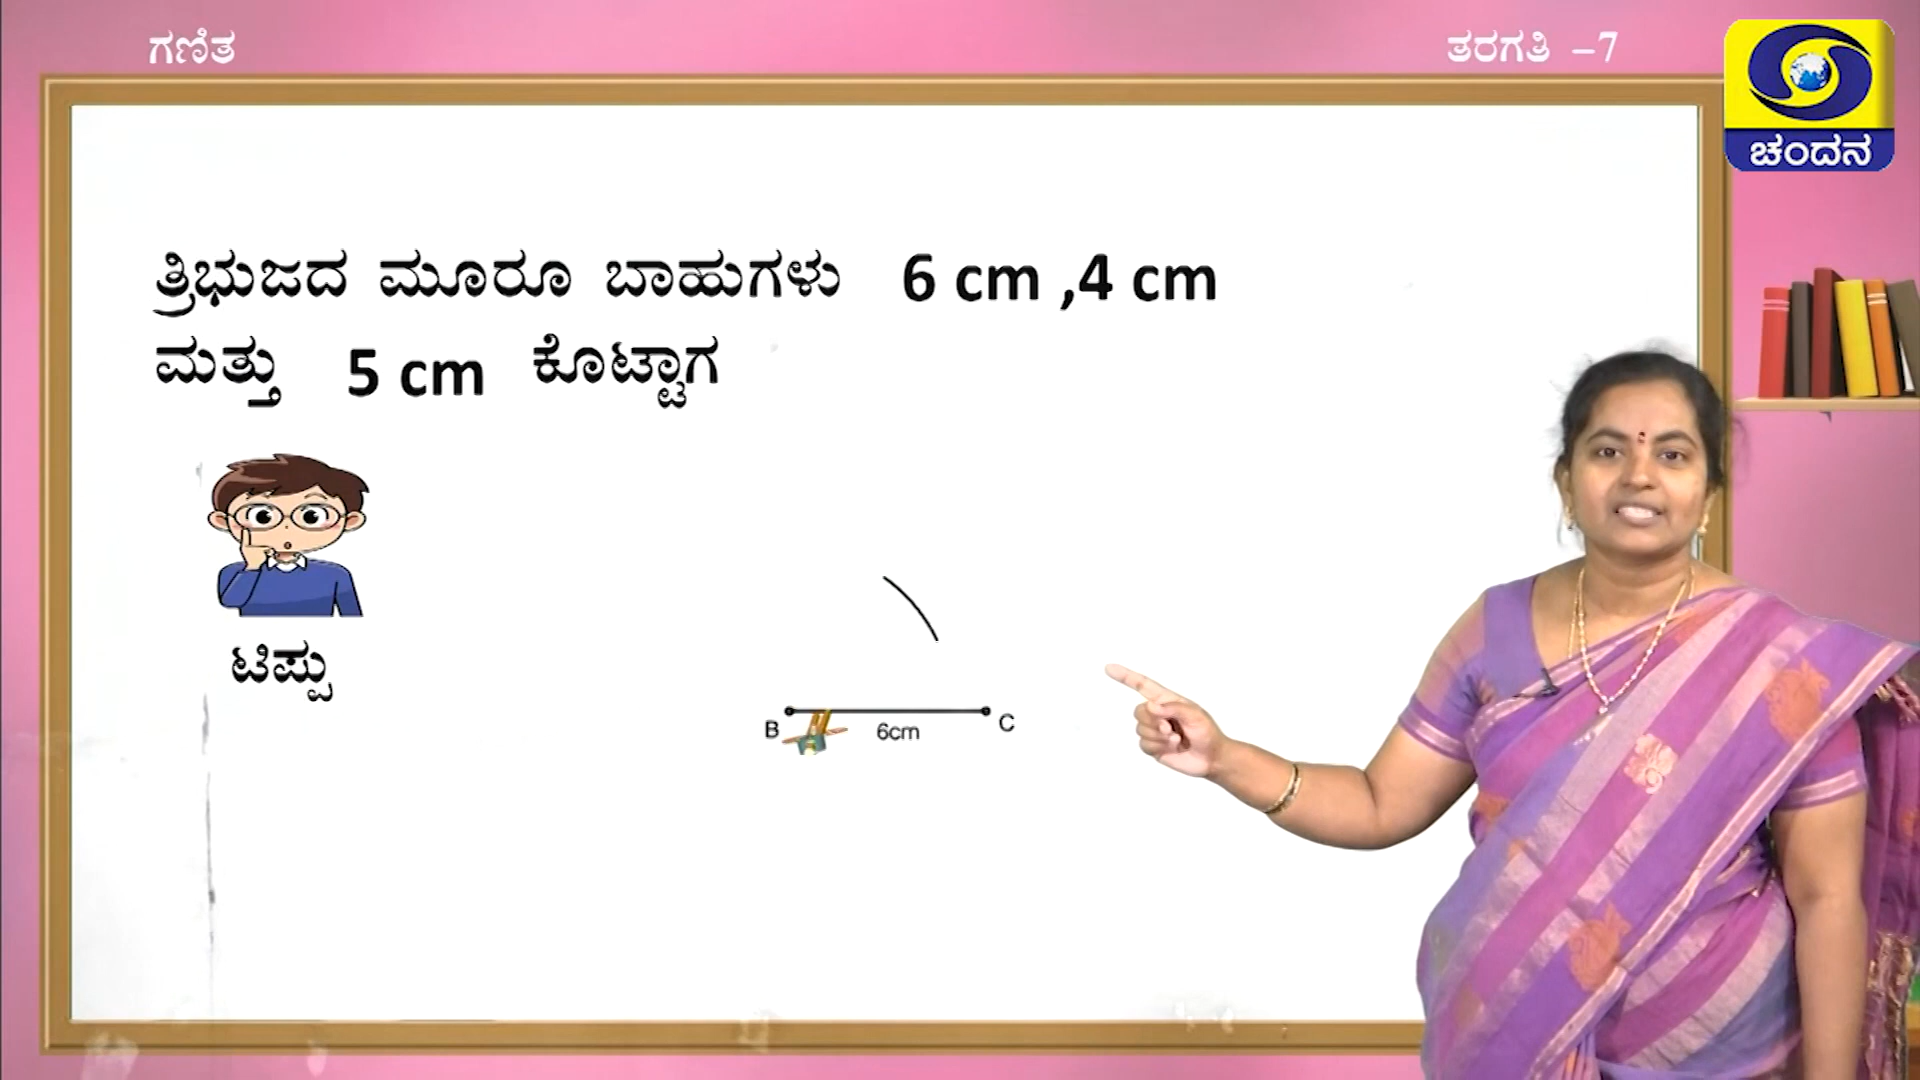 ಗಣಿತ
ತರಗತಿ -7
ಚಂದನ
ತ್ರಿಭುಜದ ಮೂರೂ ಬಾಹುಗಳು 6 cm ,4 cm
ಮತ್ತು 5 cm ಕೊಟ್ಟಾಗ
ಟಿಪ್ಪು
B 6cm C